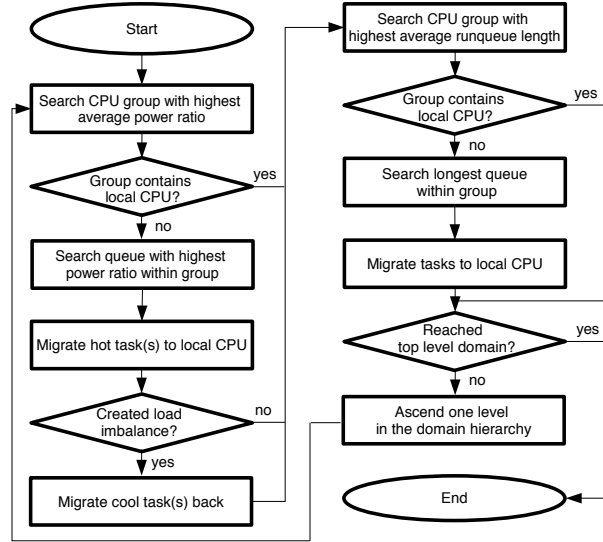 Start
Search CPU group with highest
average power ratio
Group contains
local CPU?
yes
no
Search queue with highest
power ratio within group
Migrate hot task(s) to local CPU
Created load
imbalance?
no
yes
Migrate cool task(s) back
Search CPU group with
highest average runqueue length
Group contains
local CPU?
yes
no
Search longest queue
within group
Migrate tasks to local CPU
Reached
top level domain?
yes
no
Ascend one level
in the domain hierarchy
End